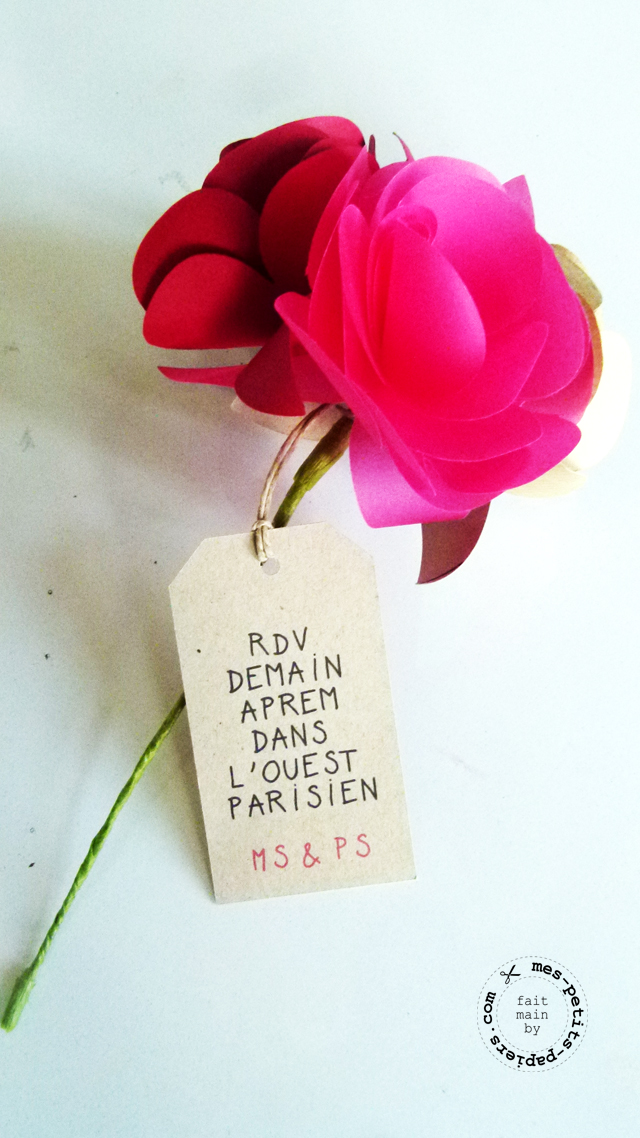 RDV
DEMAiN
APREM
DANS
L'OUEST
PARiSiEN
MS & PS
mes-petits-papiers.com
fait
main
by